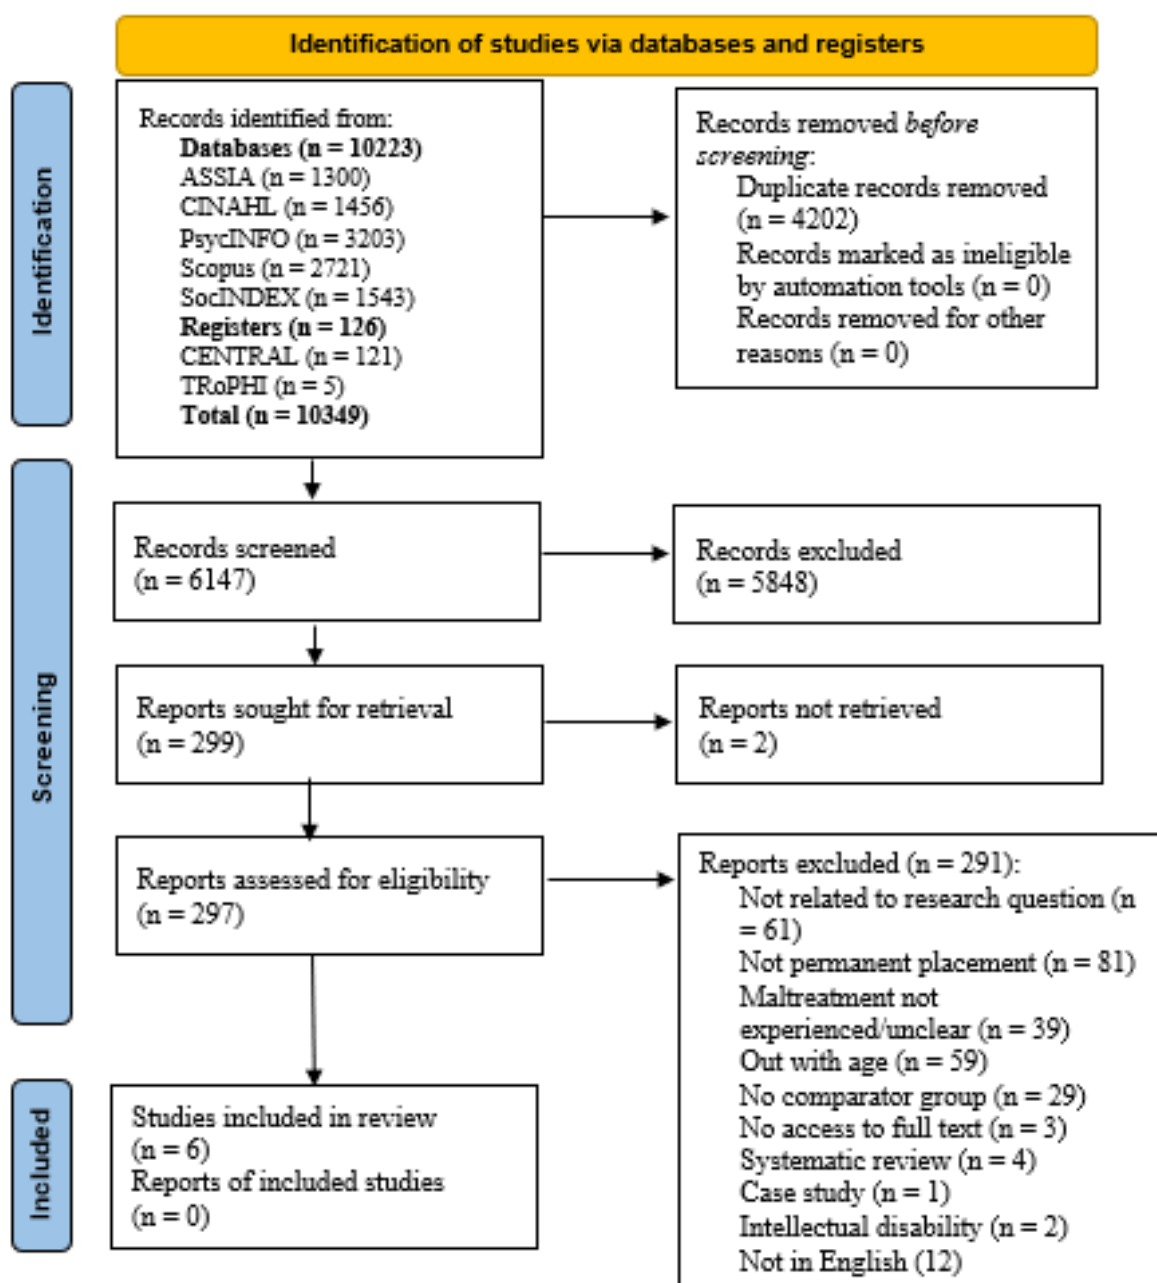 Identification of studies via databases and registers
Identification
Records identified from:
Databases (n = 10223)
ASSIA (n = 1300)
CINAHL (n = 1456)
PsycINFO (n = 3203)
Scopus (n = 2721)
SocINDEX (n = 1543)
Registers (n = 126)
CENTRAL (n = 121)
TRoPHI (n = 5)
Total (n = 10349)
Records removed before
screening:
Duplicate records removed
(n = 4202)
Records marked as ineligible
by automation tools (n = 0)
Records removed for other
reasons (n = 0)
Screening
Records screened
(n = 6147)
Records excluded
(n = 5848)
Reports sought for retrieval
(n = 299)
Reports not retrieved
(n = 2)
Reports assessed for eligibility
(n = 297)
Reports excluded (n = 291):
Not related to research question (n
= 61)
Not permanent placement (n = 81)
Maltreatment not
experienced/unclear (n = 39)
Out with age (n = 59)
No comparator group (n = 29)
No access to full text (n = 3)
Systematic review (n = 4)
Case study (n = 1)
Intellectual disability (n = 2)
Not in English (12)
Included
Studies included in review
(n = 6)
Reports of included studies
(n = 0)